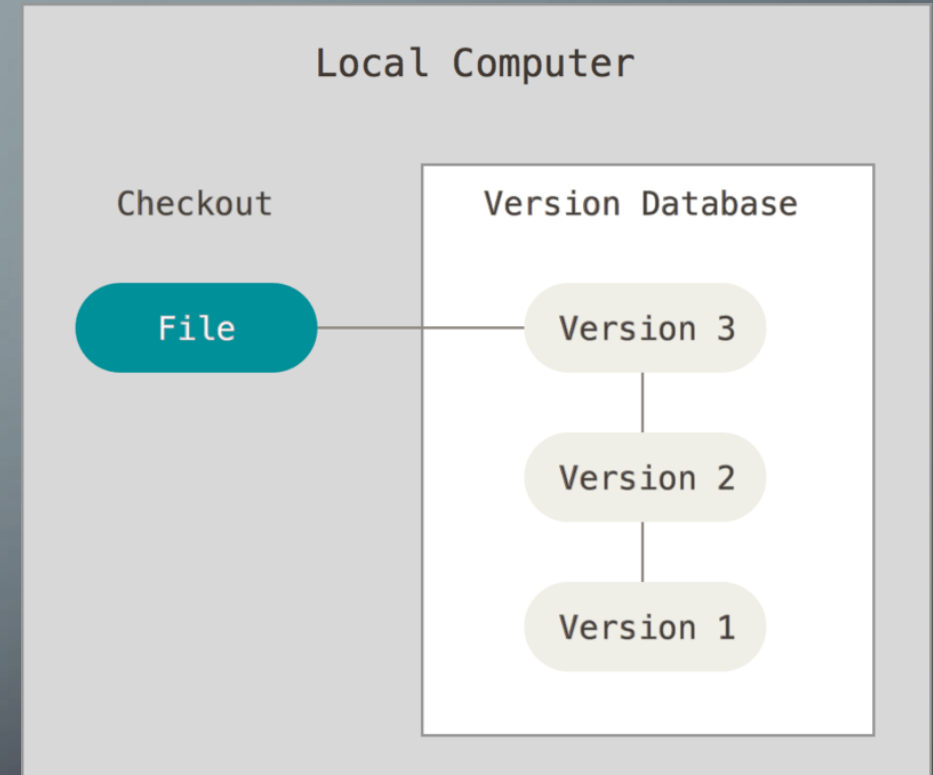 Local Computer
Checkout
Version Database
File
Version 3
Version 2
Version 1